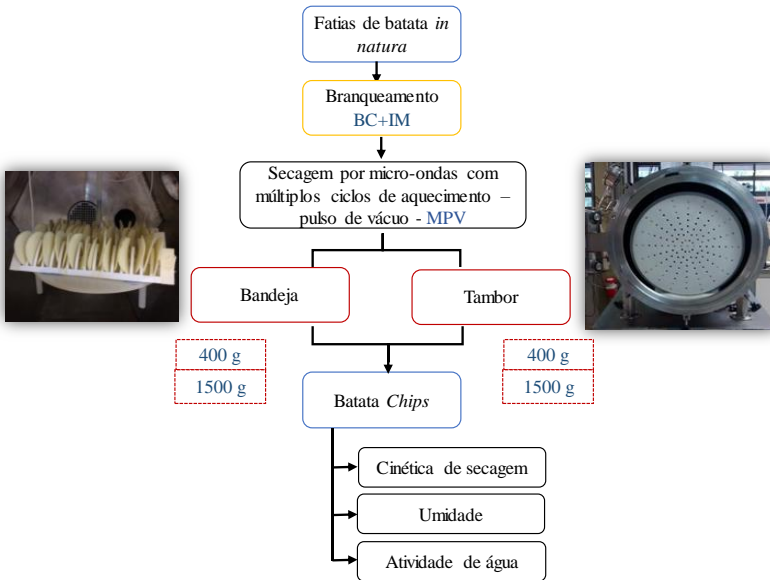 Fatias de batata in
natura
Branqueamento
BC+IM
Secagem por micro-ondas com
múltiplos ciclos de aquecimento –
pulso de vácuo - MPV
Bandeja
Tambor
400 g
1500 g
400 g
1500 g
Batata Chips
Cinética de secagem
Umidade
Atividade de água